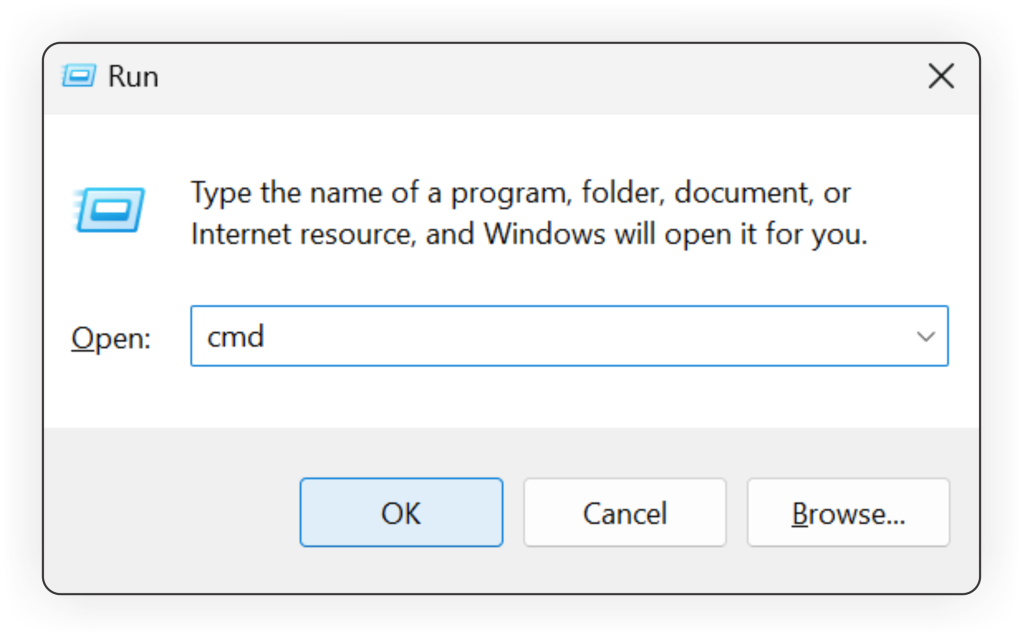 Run
Type the name of a program, folder, document, or
Internet resource, and Windows will open it for you.
Open:
cmd
OK
Cancel
Browse...